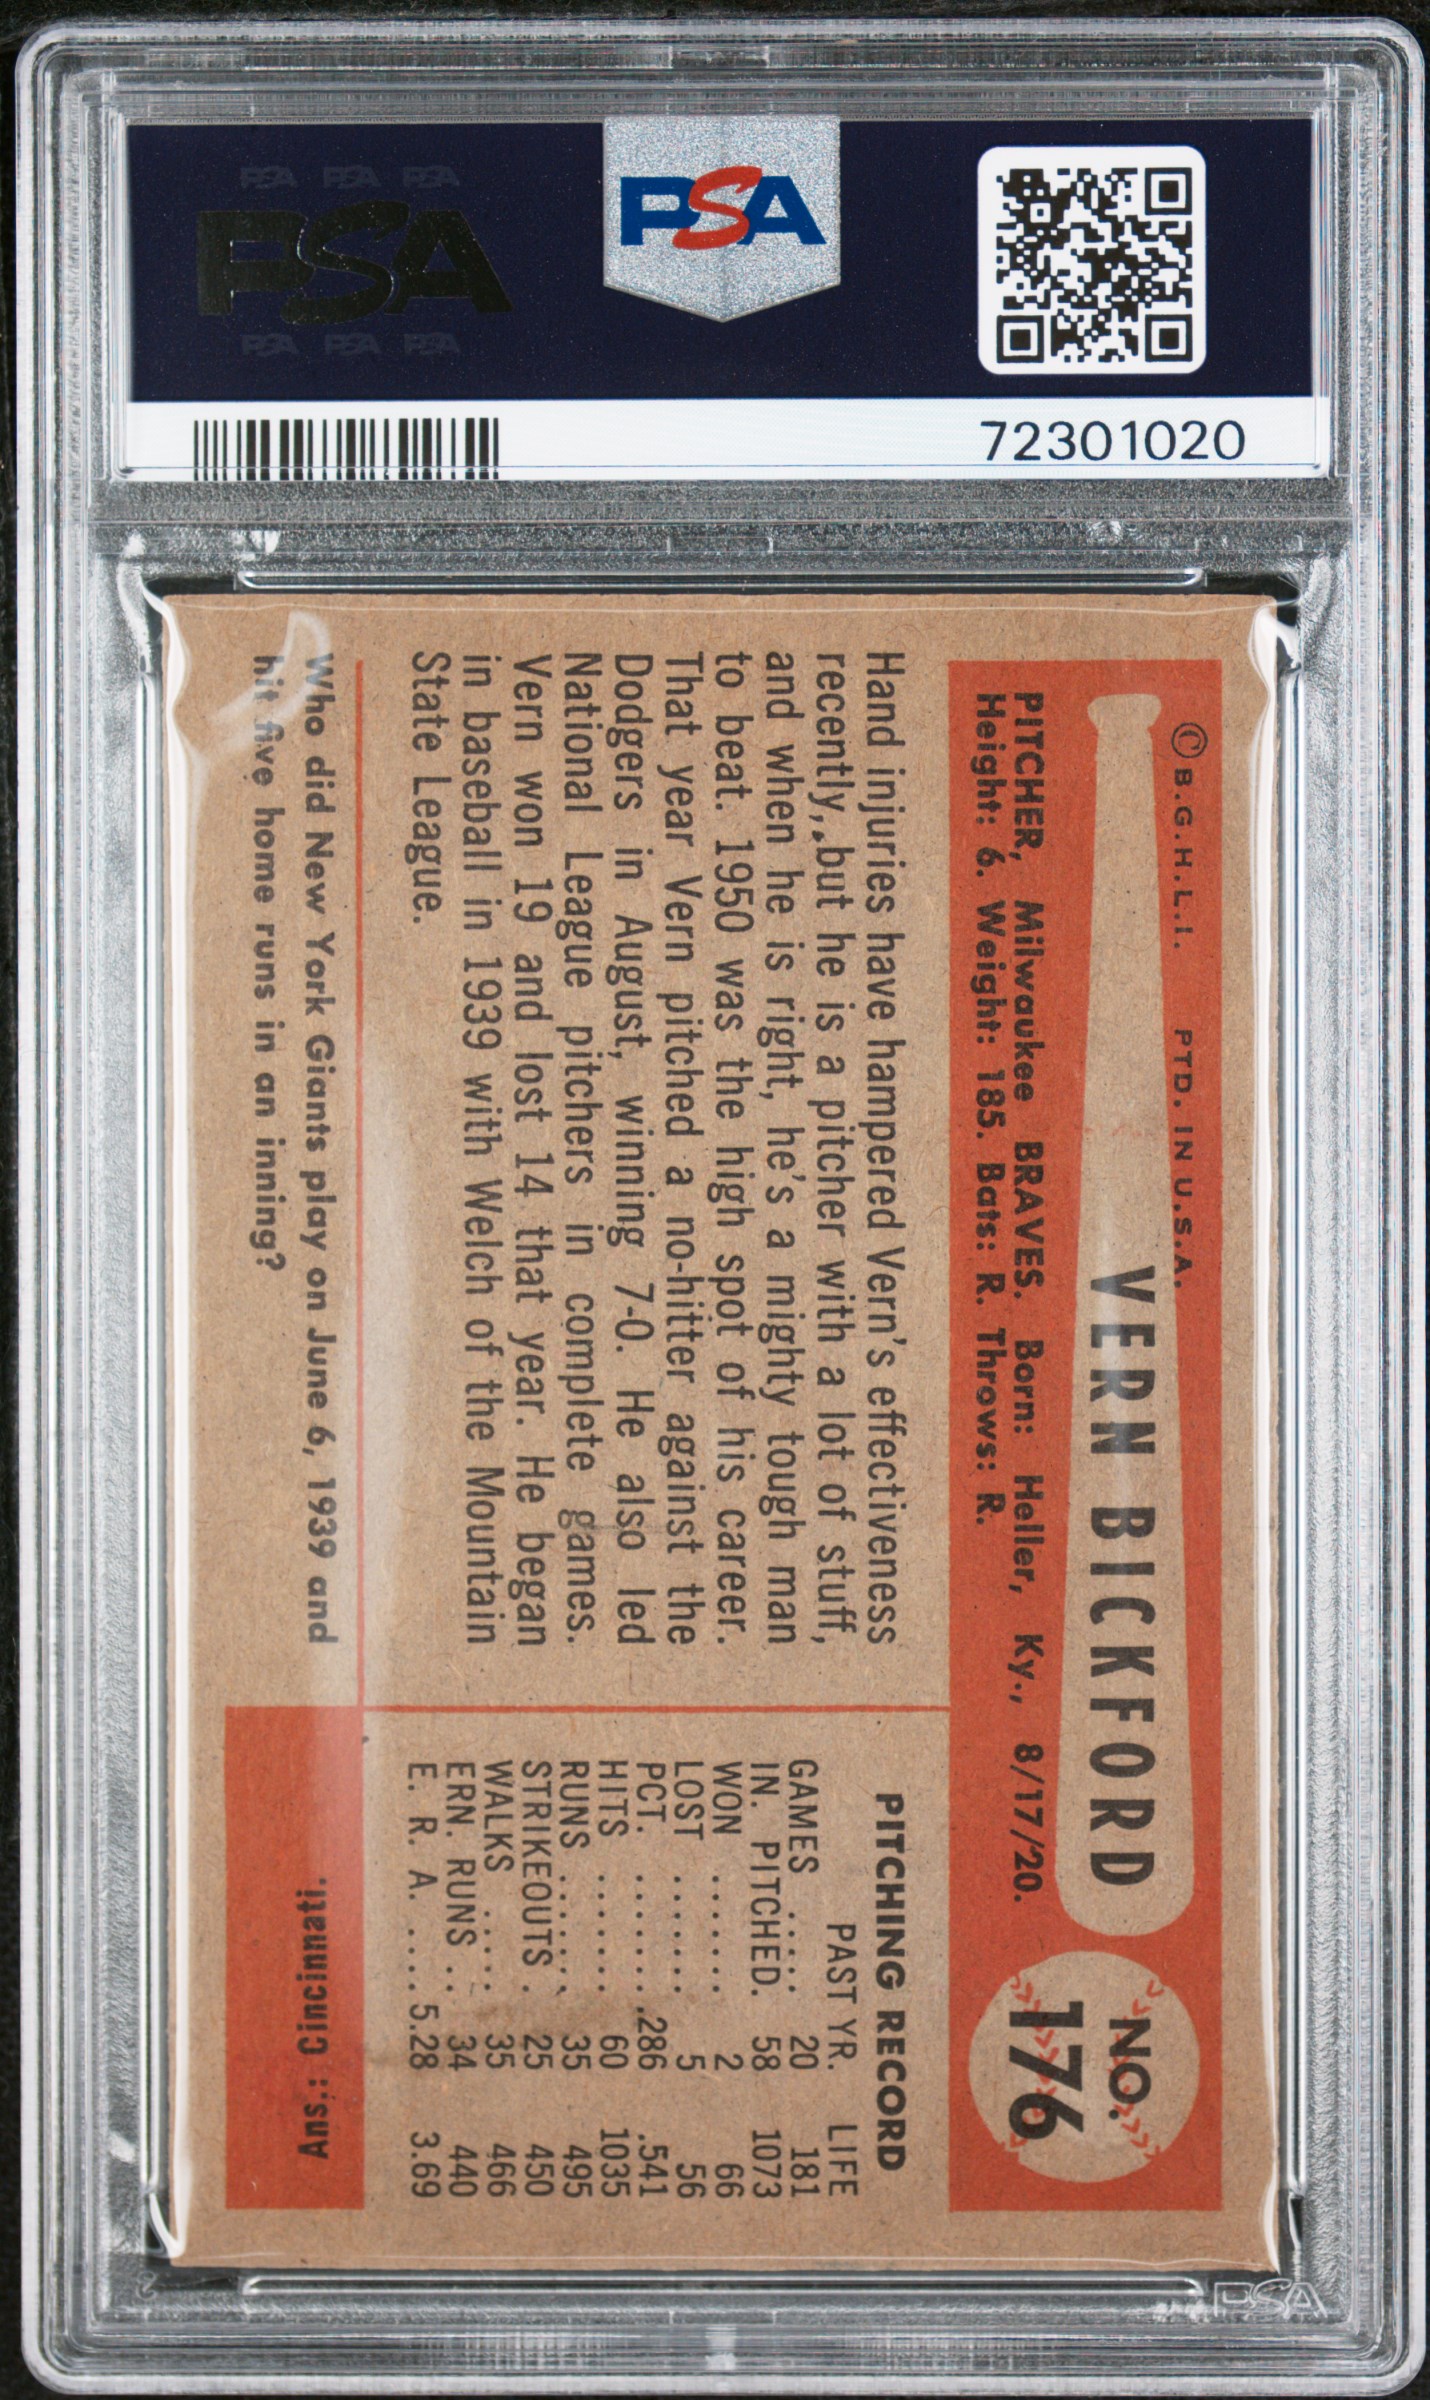 PSA PSA PSA
PSA
PSA PSA PSA
PSA
72301020
© B.G.H.L.I. PTD. IN U.S.A.
VERN BICKFORD
NO.
176
PITCHER, Milwaukee BRAVES. Born: Heller, Ky., 8/17/20.
Height: 6. Weight: 185. Bats: R. Throws: R.
Hand injuries have hampered Vern's effectiveness
recently, but he is a pitcher with a lot of stuff,
and when he is right, he's a mighty tough man
to beat. 1950 was the high spot of his career.
That year Vern pitched a no-hitter against the
Dodgers in August, winning 7-0. He also led
National League pitchers in complete games.
Vern won 19 and lost 14 that year. He began
in baseball in 1939 with Welch of the Mountain
State League.
PITCHING RECORD
PAST YR. LIFE
GAMES ..... 20 181
IN. PITCHED. 58 1073
WON ....... 2 66
LOST ....... 5 56
PCT. ....... .286 .541
HITS ....... 60 1035
RUNS ....... 35 495
STRIKEOUTS . 25 450
WALKS ..... 35 466
ERN. RUNS .. 34 440
E. R. A. .... 5.28 3.69
Who did New York Giants play on June 6, 1939 and
hit five home runs in an inning?
Ans.: Cincinnati.
PSA